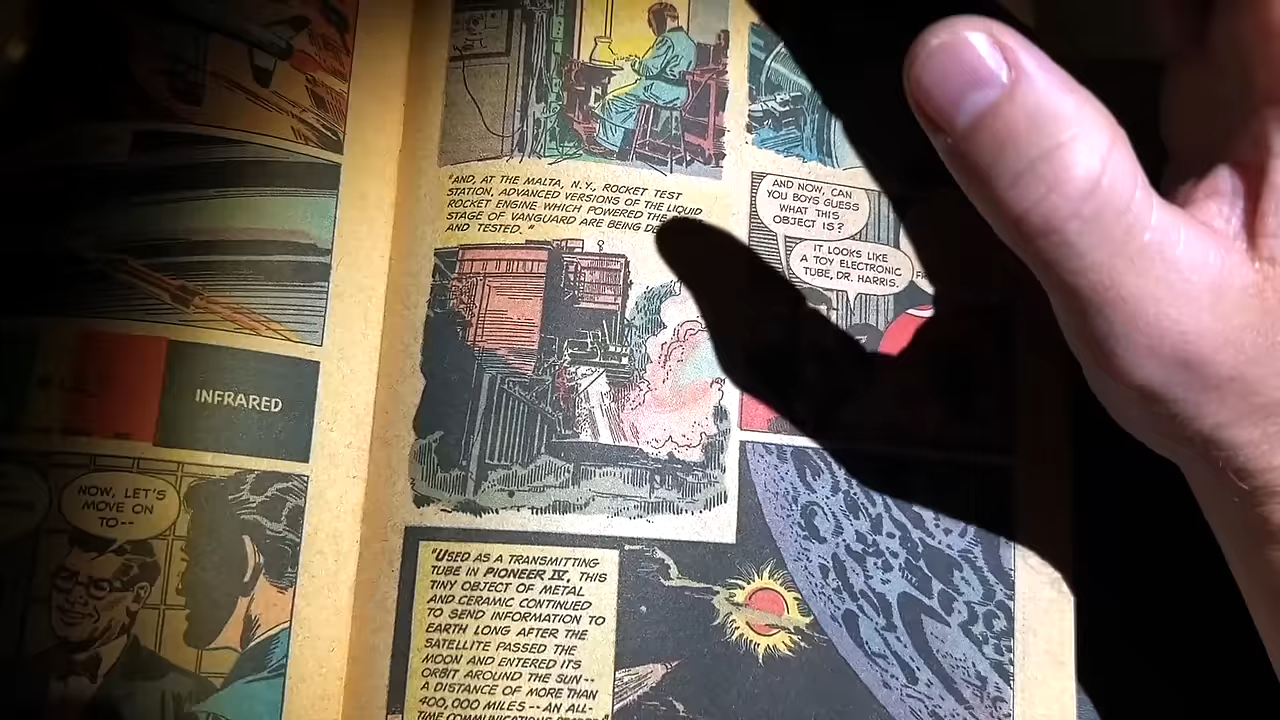 INFRARED
NOW, LET'S
MOVE ON
TO--
"AND, AT THE MALTA, N.Y., ROCKET TEST
STATION, ADVANCED VERSIONS OF THE LIQUID
ROCKET ENGINE WHICH POWERED THE
STAGE OF VANGUARD ARE BEING
AND TESTED."
AND NOW, CAN
YOU BOYS GUESS
WHAT THIS
OBJECT IS?
IT LOOKS LIKE
A TOY ELECTRONIC
TUBE, DR. HARRIS.
"USED AS A TRANSMITTING
TUBE IN PIONEER IV, THIS
TINY OBJECT OF METAL
AND CERAMIC CONTINUED
TO SEND INFORMATION TO
EARTH LONG AFTER THE
SATELLITE PASSED THE
MOON AND ENTERED ITS
ORBIT AROUND THE SUN--
A DISTANCE OF MORE THAN
400,000 MILES -- AN ALL-
TIME COMMUNICATIONS